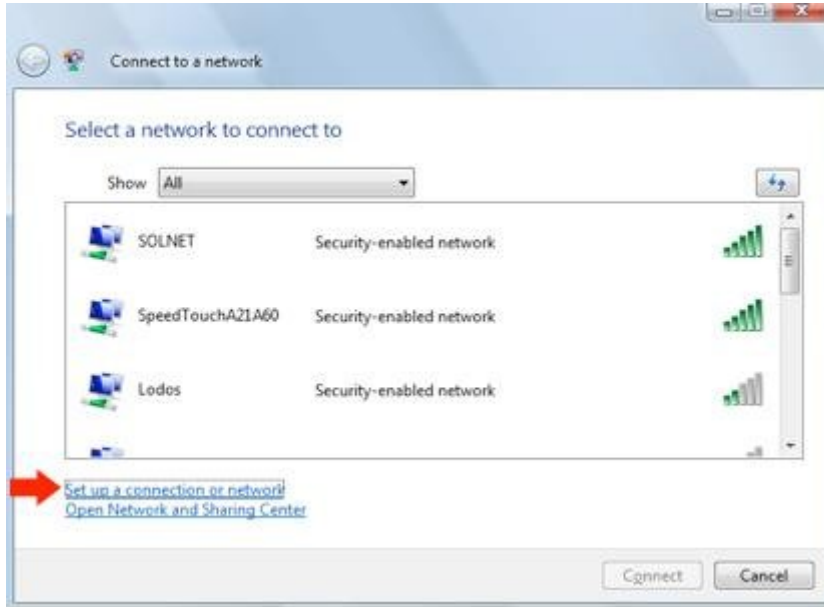 Connect to a network
Select a network to connect to
Show All
SOLNET Security-enabled network
SpeedTouchA21A60 Security-enabled network
Lodos Security-enabled network
Set up a connection or network
Open Network and Sharing Center
Connect Cancel